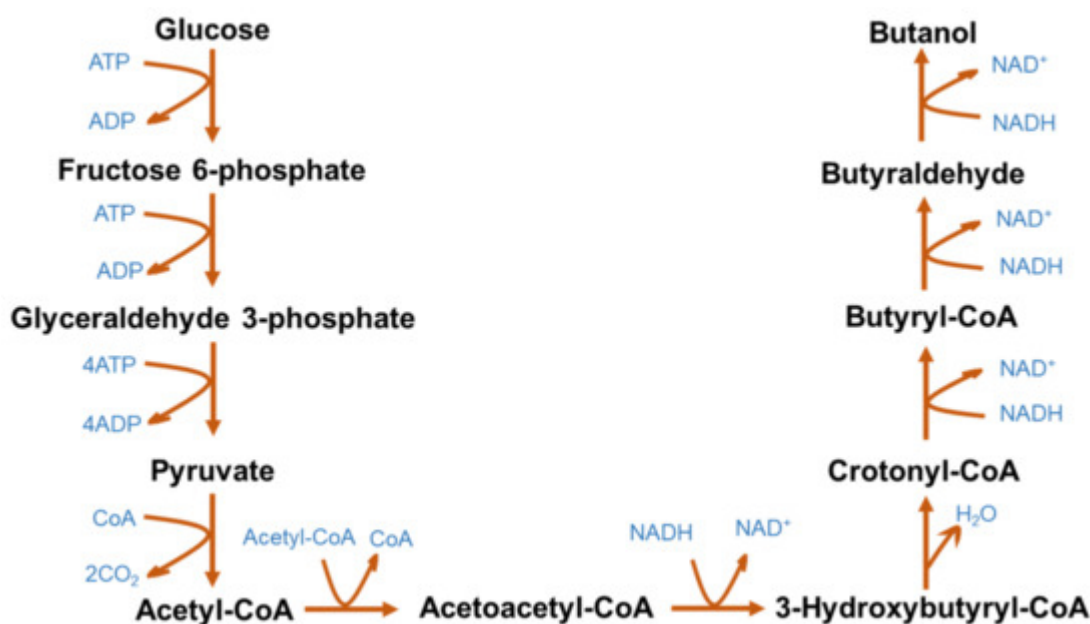 Glucose
ATP
ADP
Fructose 6-phosphate
ATP
ADP
Glyceraldehyde 3-phosphate
4ATP
4ADP
Pyruvate
CoA
2CO₂
Acetyl-CoA
Acetyl-CoA
CoA
Acetoacetyl-CoA
NADH
NAD⁺
3-Hydroxybutyryl-CoA
H₂O
Crotonyl-CoA
NAD⁺
NADH
Butyryl-CoA
NAD⁺
NADH
Butyraldehyde
NAD⁺
NADH
Butanol